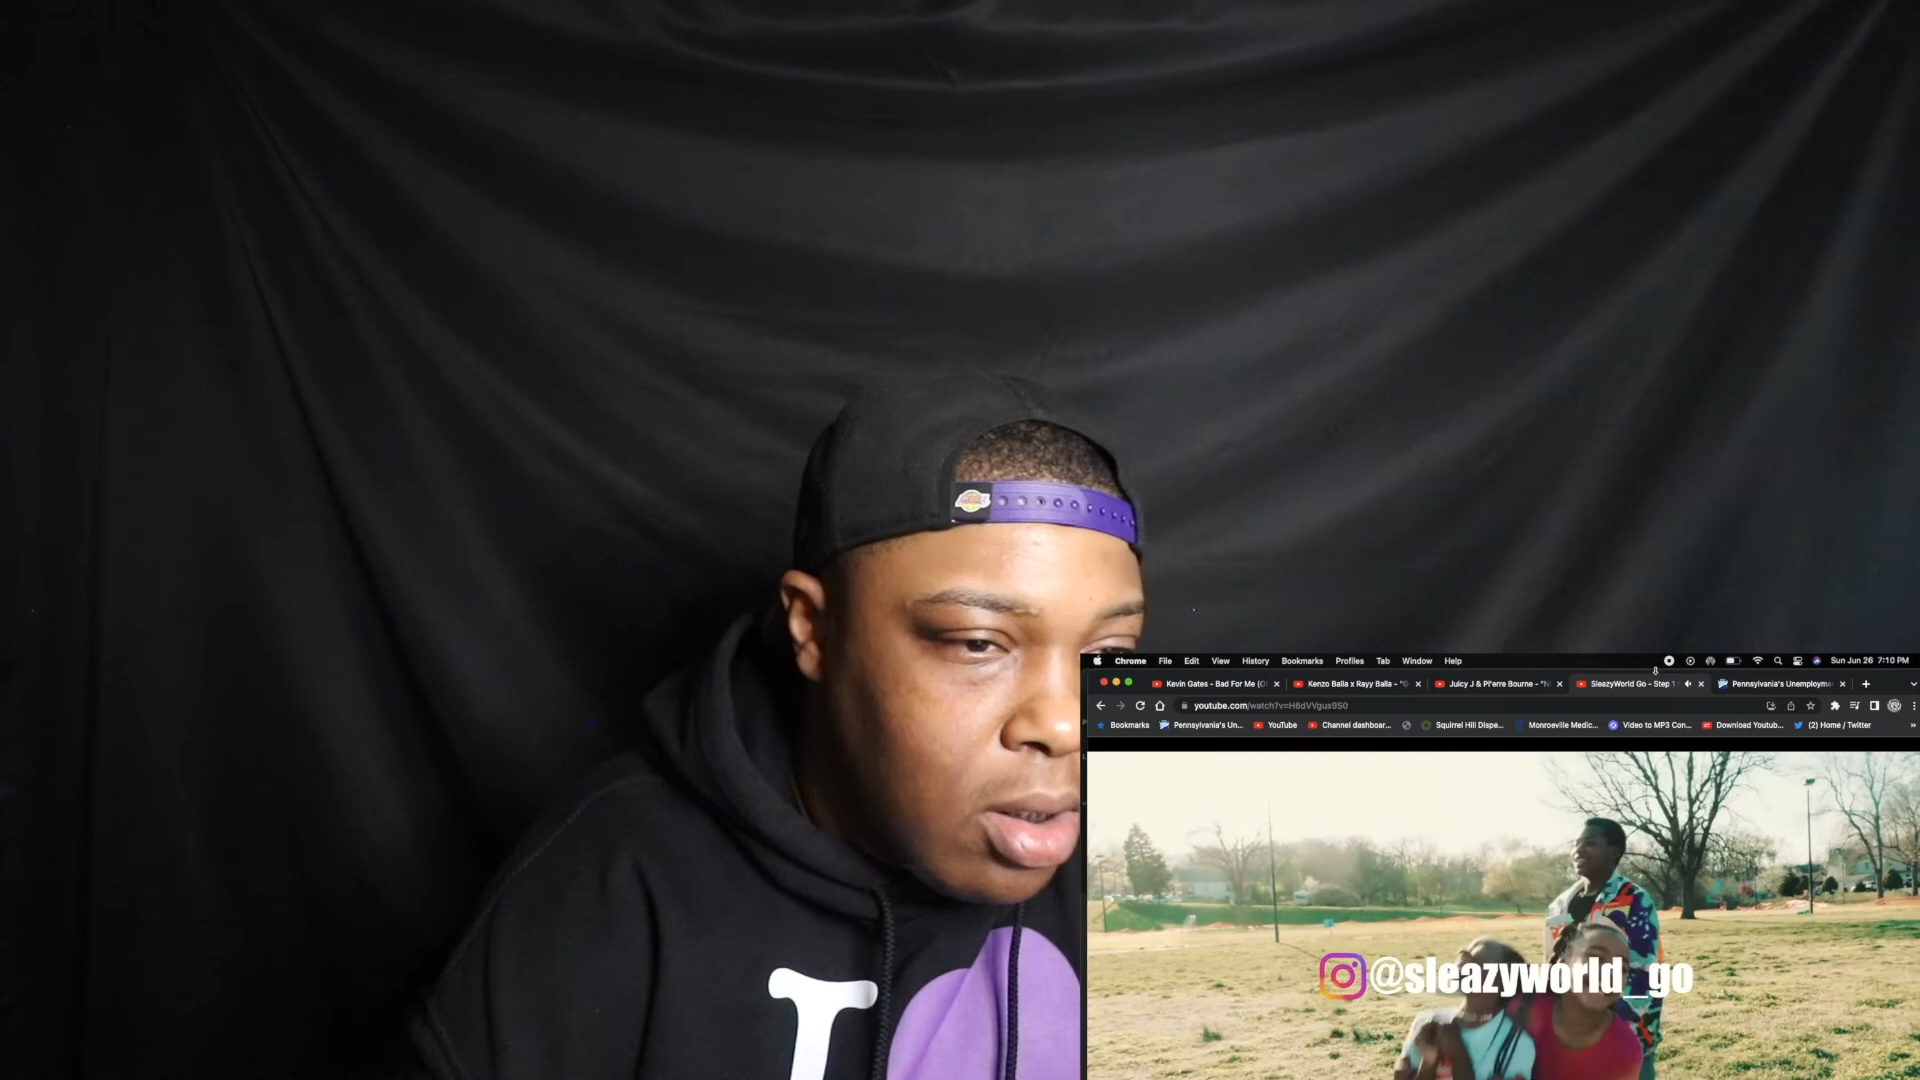 Chrome File Edit View History Bookmarks Profiles Tab Window Help Sun Jun 26 7:10 PM
Kevin Gates - Bad For Me (O Kenzo Balla x Rayy Balla - "G Juicy J & Pi'erre Bourne - "N SleazyWorld Go - Step 1 Pennsylvania's Unemployme
youtube.com/watch?v=H6dVVgus9S0
Bookmarks Pennsylvania's Un... YouTube Channel dashboar... Squirrel Hill Dispe... Monroeville Medic... Video to MP3 Con... Download Youtub... (2) Home / Twitter
@sleazyworld_go
I